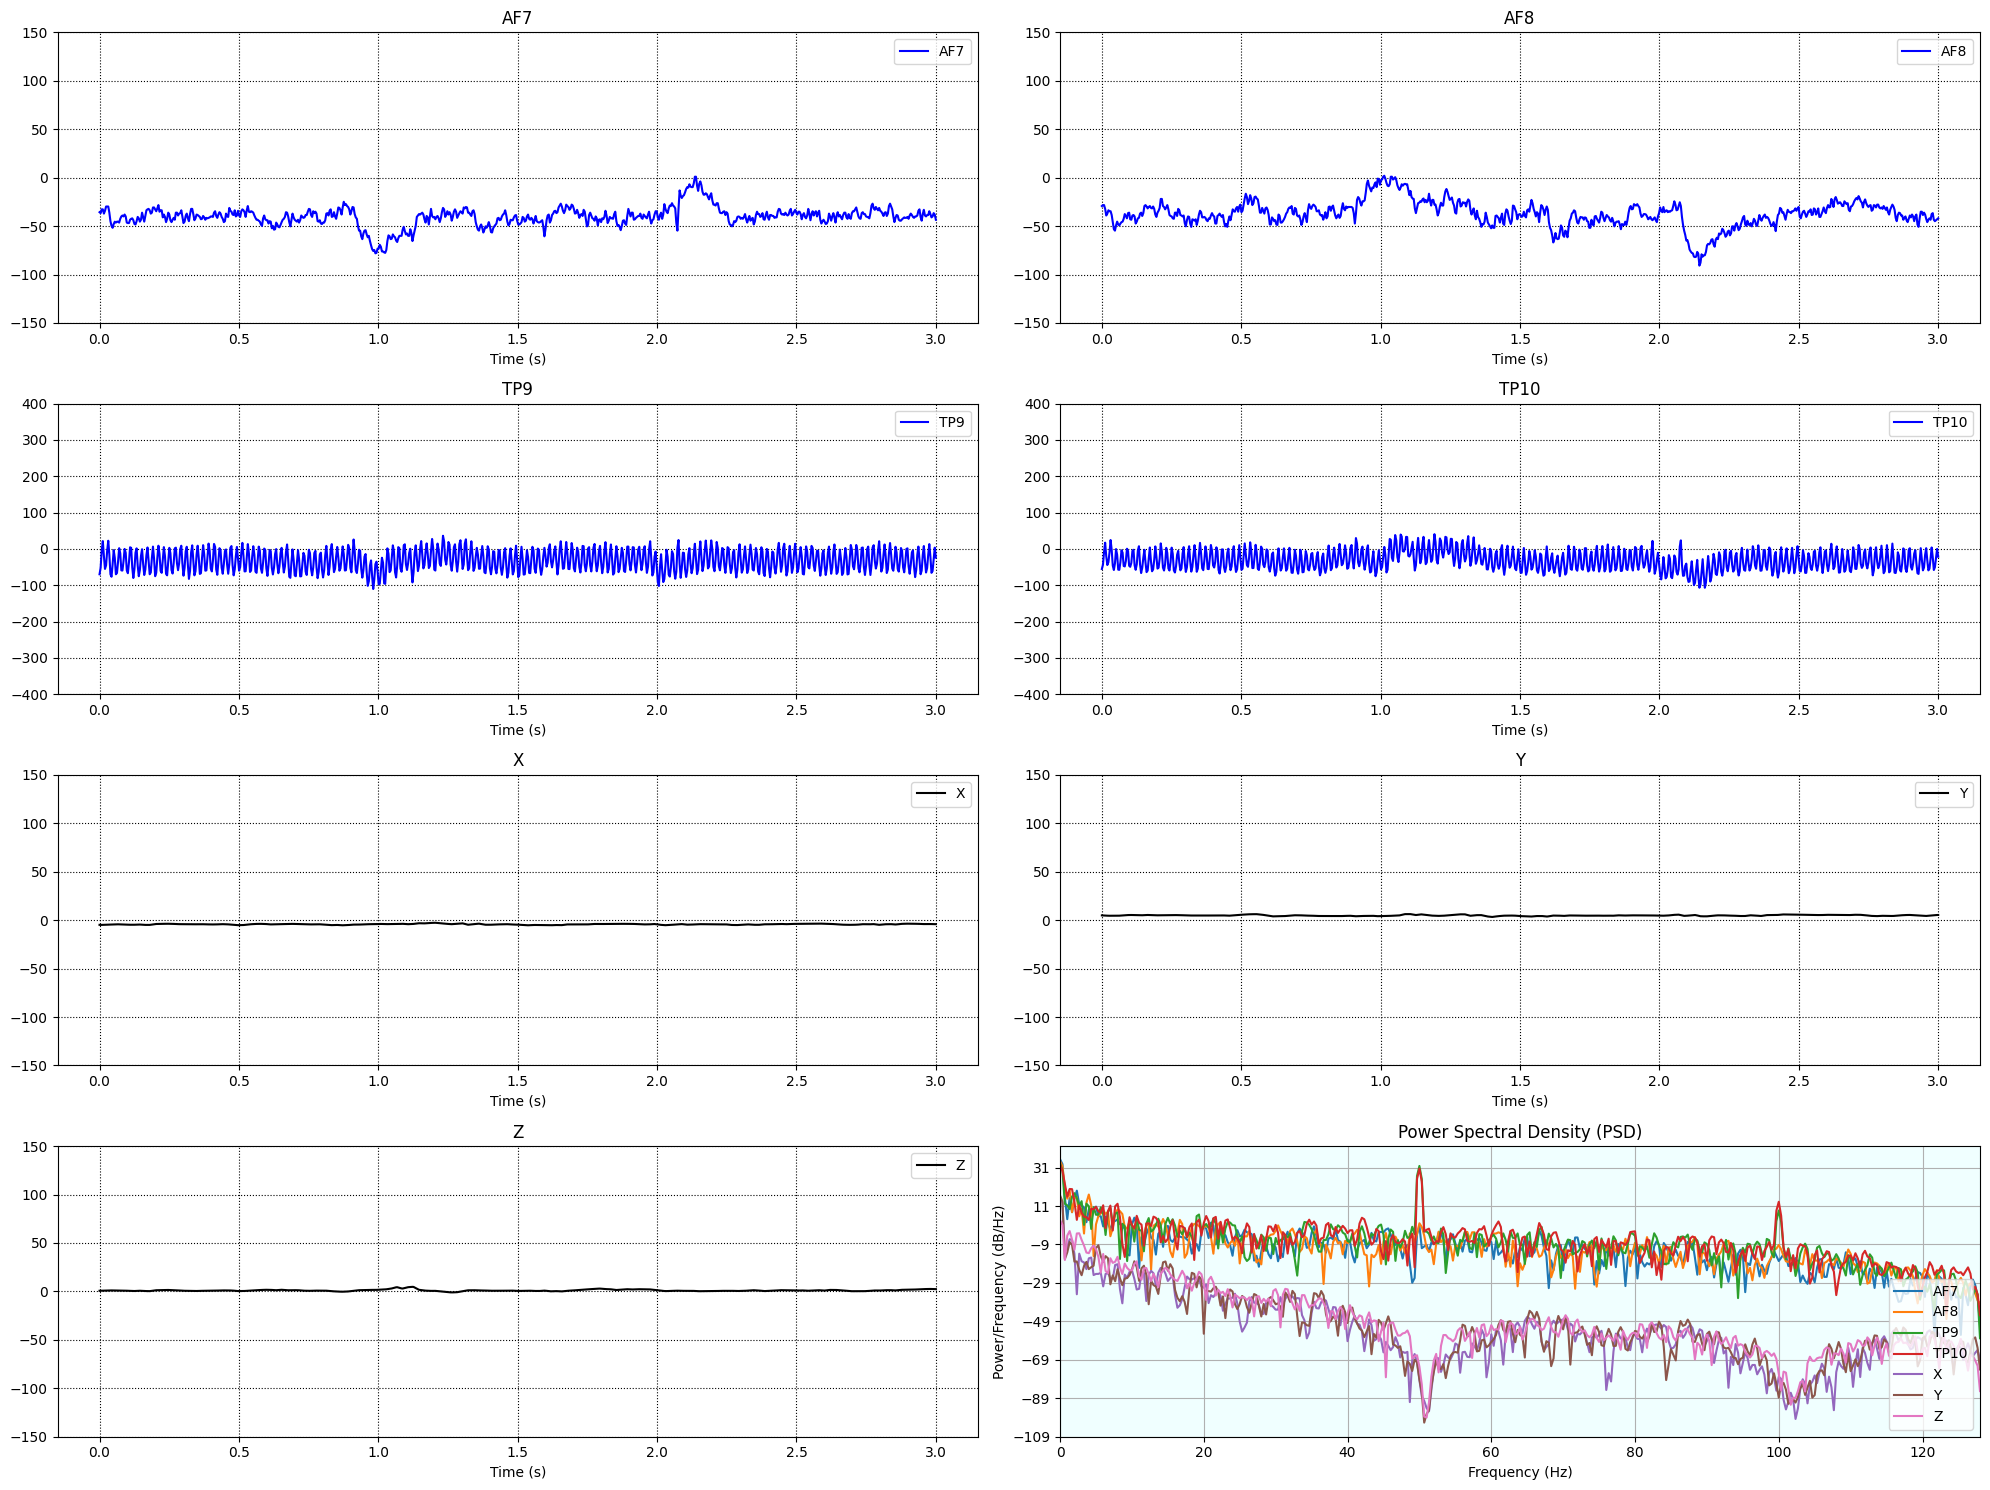 AF7
150
100
50
0
−50
−100
−150
AF7
0.0 0.5 1.0 1.5 2.0 2.5 3.0
Time (s)
AF8
150
100
50
0
−50
−100
−150
AF8
0.0 0.5 1.0 1.5 2.0 2.5 3.0
Time (s)
TP9
400
300
200
100
0
−100
−200
−300
−400
TP9
0.0 0.5 1.0 1.5 2.0 2.5 3.0
Time (s)
TP10
400
300
200
100
0
−100
−200
−300
−400
TP10
0.0 0.5 1.0 1.5 2.0 2.5 3.0
Time (s)
X
150
100
50
0
−50
−100
−150
X
0.0 0.5 1.0 1.5 2.0 2.5 3.0
Time (s)
Y
150
100
50
0
−50
−100
−150
Y
0.0 0.5 1.0 1.5 2.0 2.5 3.0
Time (s)
Z
150
100
50
0
−50
−100
−150
Z
0.0 0.5 1.0 1.5 2.0 2.5 3.0
Time (s)
Power Spectral Density (PSD)
Power/Frequency (dB/Hz)
31
11
−9
−29
−49
−69
−89
−109
AF7
AF8
TP9
TP10
X
Y
Z
0 20 40 60 80 100 120
Frequency (Hz)